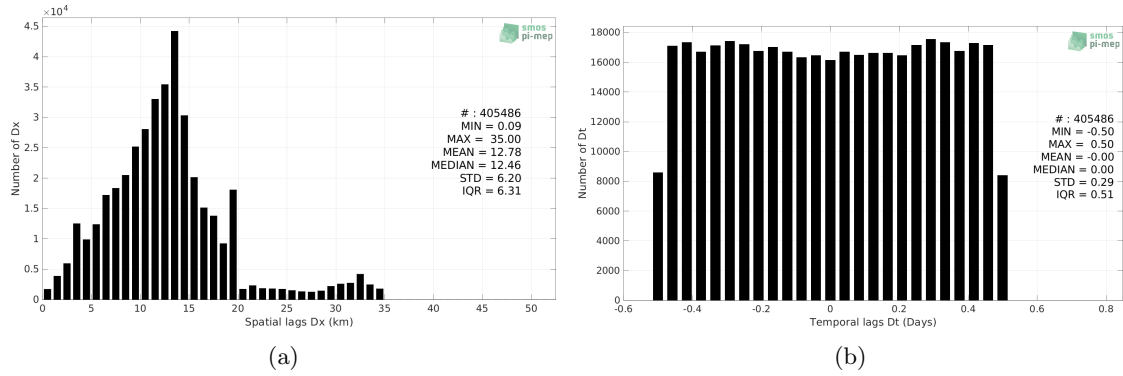 ×10⁴
4.5
4
3.5
3
2.5
2
1.5
1
0.5
0
Number of Dx
0 5 10 15 20 25 30 35 40 45 50
Spatial lags Dx (km)
smos
pi-mep
# : 405486
MIN = 0.09
MAX = 35.00
MEAN = 12.78
MEDIAN = 12.46
STD = 6.20
IQR = 6.31
(a)
18000
16000
14000
12000
10000
8000
6000
4000
2000
0
Number of Dt
-0.6 -0.4 -0.2 0 0.2 0.4 0.6 0.8
Temporal lags Dt (Days)
smos
pi-mep
# : 405486
MIN = -0.50
MAX = 0.50
MEAN = -0.00
MEDIAN = 0.00
STD = 0.29
IQR = 0.51
(b)